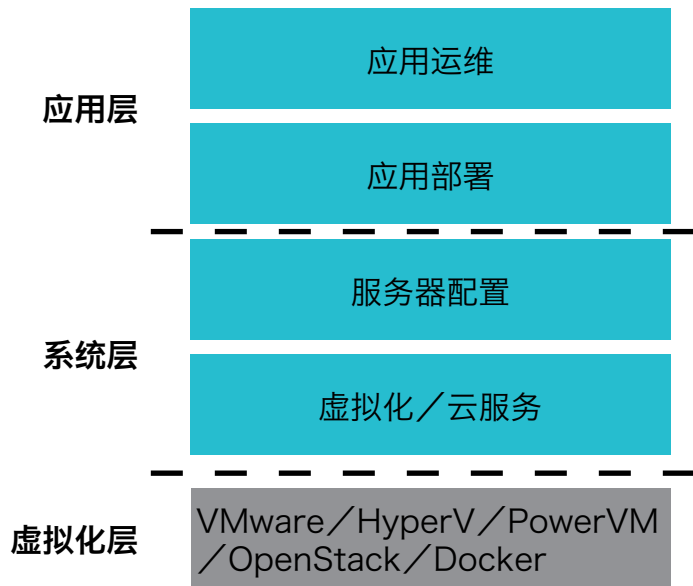 应用层
应用运维
应用部署
系统层
服务器配置
虚拟化／云服务
虚拟化层
VMware／HyperV／PowerVM
／OpenStack／Docker